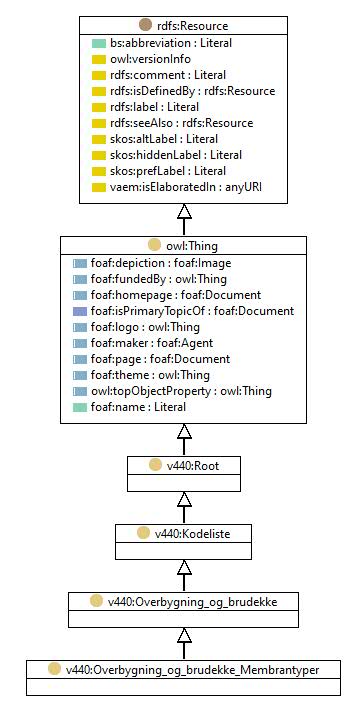 rdfs:Resource
bs:abbreviation : Literal
owl:versionInfo
rdfs:comment : Literal
rdfs:isDefinedBy : rdfs:Resource
rdfs:label : Literal
rdfs:seeAlso : rdfs:Resource
skos:altLabel : Literal
skos:hiddenLabel : Literal
skos:prefLabel : Literal
vaem:isElaboratedIn : anyURI
owl:Thing
foaf:depiction : foaf:Image
foaf:fundedBy : owl:Thing
foaf:homepage : foaf:Document
foaf:isPrimaryTopicOf : foaf:Document
foaf:logo : owl:Thing
foaf:maker : foaf:Agent
foaf:page : foaf:Document
foaf:theme : owl:Thing
owl:topObjectProperty : owl:Thing
foaf:name : Literal
v440:Root
v440:Kodeliste
v440:Overbygning_og_brudekke
v440:Overbygning_og_brudekke_Membrantyper